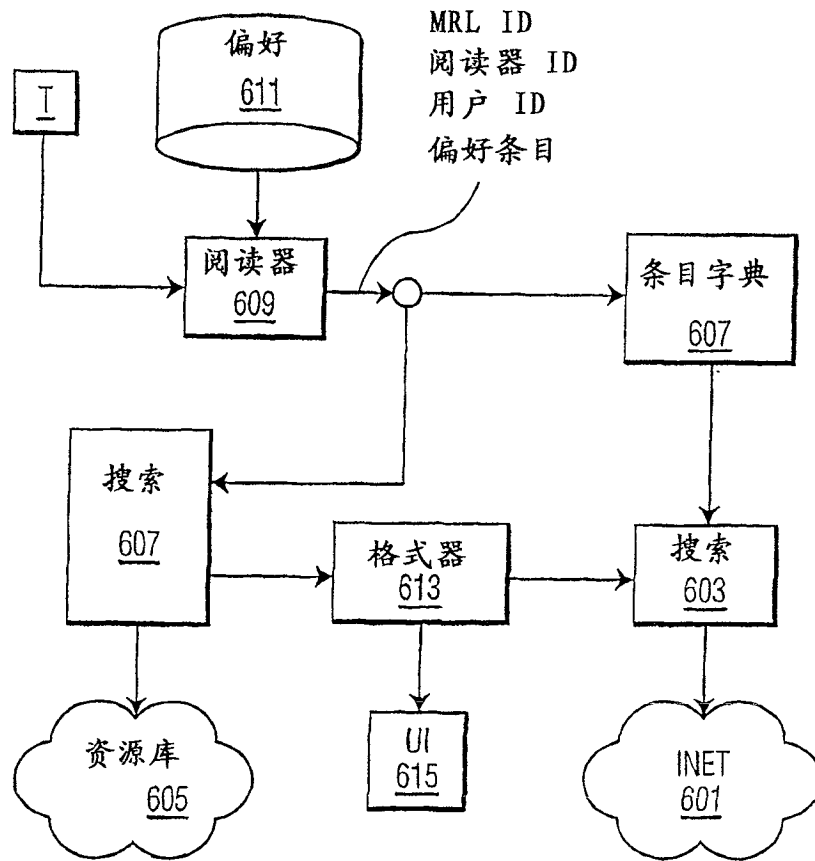 偏好
611
MRL ID
阅读器 ID
用户 ID
偏好条目
T
阅读器
609
条目字典
607
搜索
607
格式器
613
搜索
603
资源库
605
UI
615
INET
601